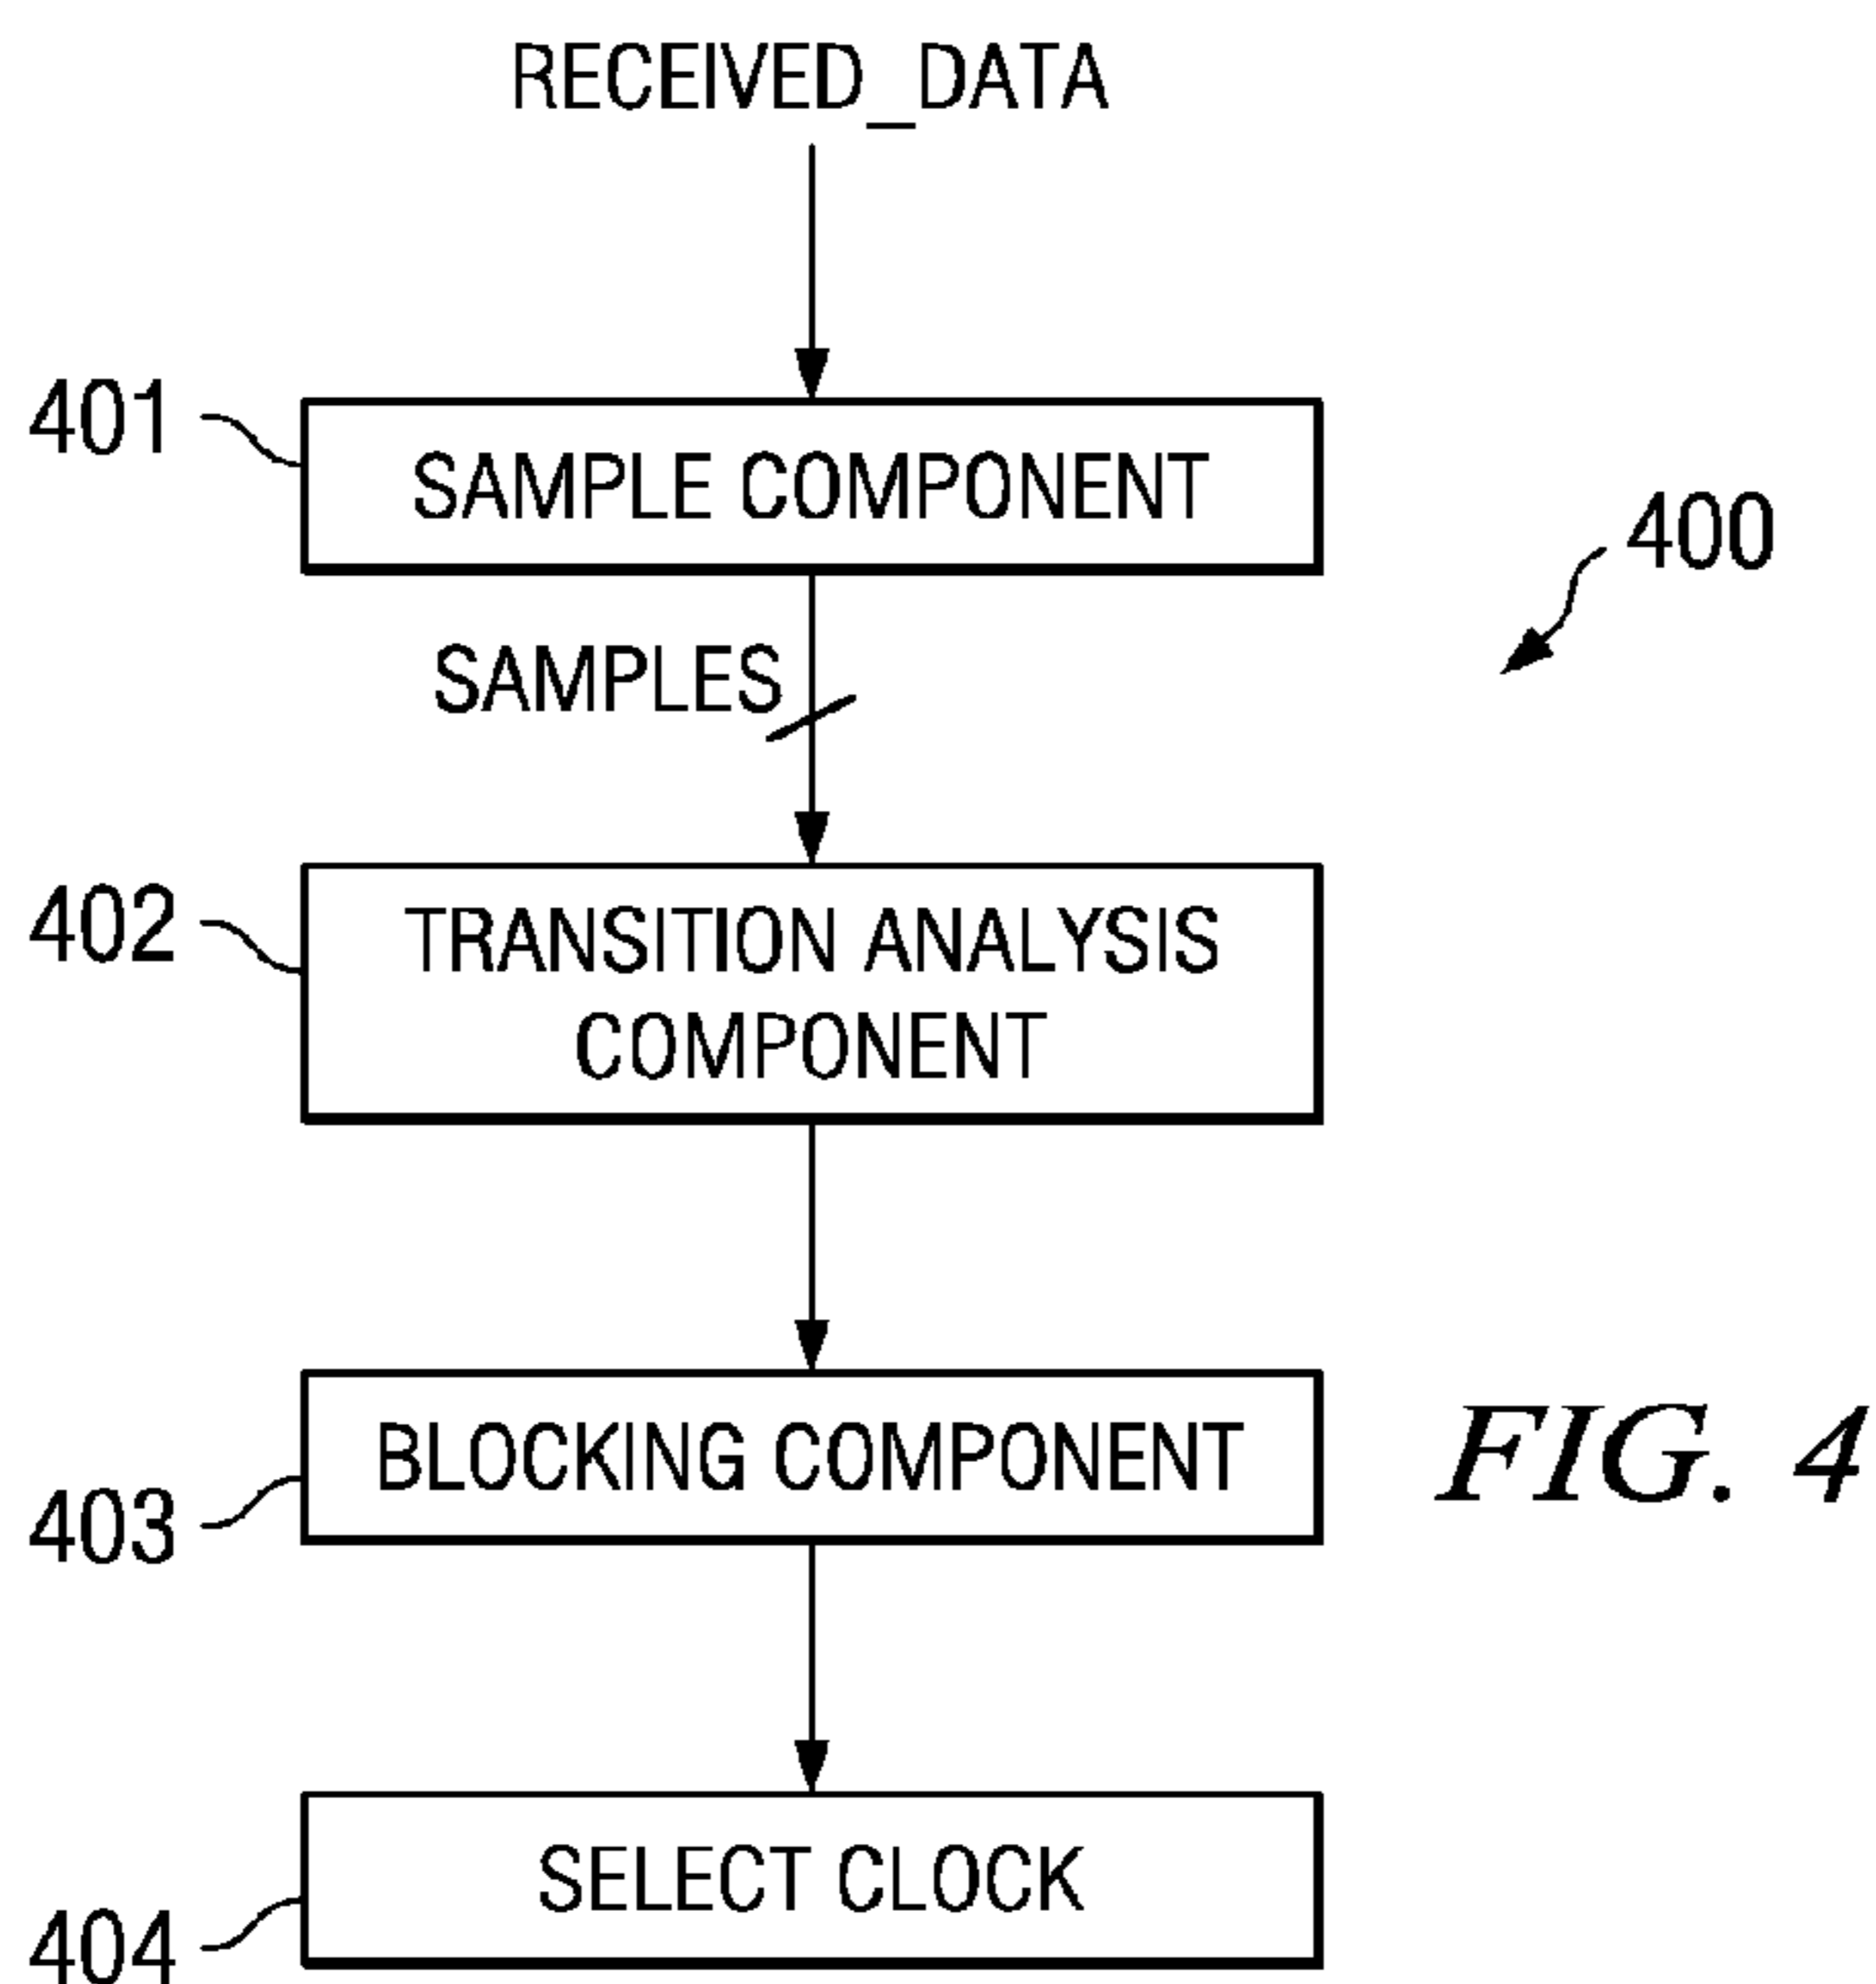 RECEIVED_DATA
401
SAMPLE COMPONENT
400
SAMPLES
402
TRANSITION ANALYSIS
COMPONENT
403
BLOCKING COMPONENT
FIG. 4
404
SELECT CLOCK